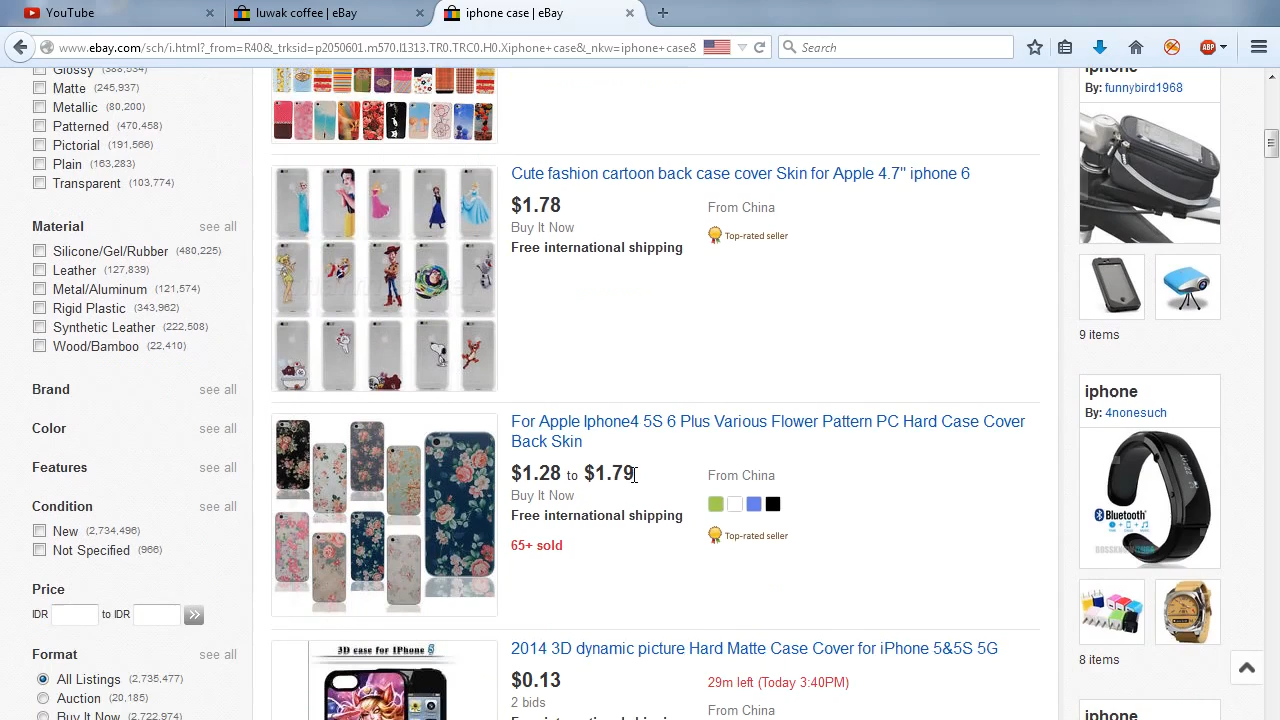 YouTube
luwak coffee | eBay
iphone case | eBay
www.ebay.com/sch/i.html?_from=R40&_trksid=p2050601.m570.l1313.TR0.TRC0.H0.Xiphone+case&_nkw=iphone+case&
Search
ABP
Matte (245,937)
Metallic (80,200)
Patterned (470,458)
Pictorial (191,566)
Plain (163,283)
Transparent (103,774)
Material see all
Silicone/Gel/Rubber (480,225)
Leather (127,839)
Metal/Aluminum (121,574)
Rigid Plastic (343,962)
Synthetic Leather (222,508)
Wood/Bamboo (22,410)
Brand see all
Color see all
Features see all
Condition see all
New (2,734,496)
Not Specified (966)
Price
IDR to IDR
Format see all
All Listings (2,735,477)
Auction (20,185)
Buy It Now (2,722,974)
Cute fashion cartoon back case cover Skin for Apple 4.7" iphone 6
$1.78
From China
Buy It Now
Top-rated seller
Free international shipping
For Apple Iphone4 5S 6 Plus Various Flower Pattern PC Hard Case Cover
Back Skin
$1.28 to $1.79
From China
Buy It Now
Free international shipping
Top-rated seller
65+ sold
3D case for IPhone 5
2014 3D dynamic picture Hard Matte Case Cover for iPhone 5&5S 5G
$0.13
29m left (Today 3:40PM)
2 bids
From China
Free international shipping
iphone
By: funnybird1968
9 items
iphone
By: 4nonesuch
Bluetooth
8 items
iphone